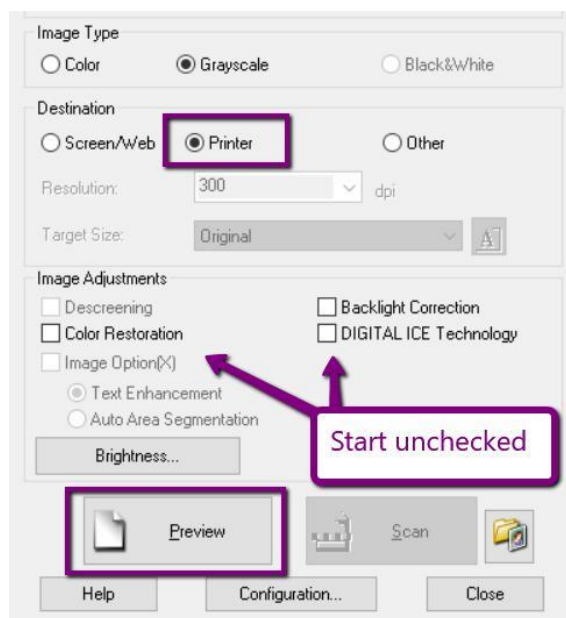 Image Type
Color Grayscale Black&White
Destination
Screen/Web Printer Other
Resolution: 300 dpi
Target Size: Original A
Image Adjustments
Descreening Backlight Correction
Color Restoration DIGITAL ICE Technology
Image Option(X)
Text Enhancement
Auto Area Segmentation
Start unchecked
Brightness...
Preview Scan
Help Configuration... Close